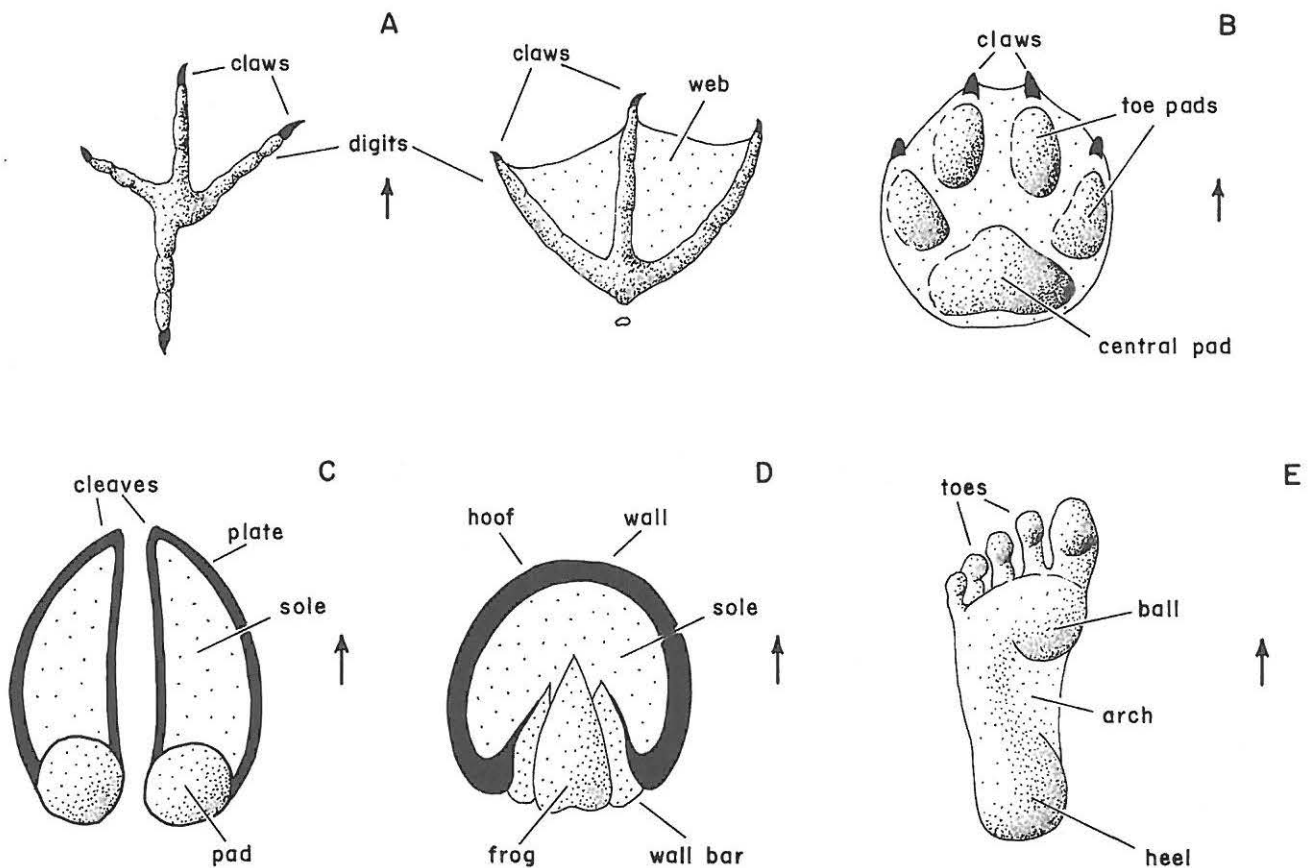 A
claws
digits
claws
web
B
claws
toe pads
central pad
C
cleaves
plate
sole
pad
D
hoof
wall
sole
frog
wall bar
E
toes
ball
arch
heel